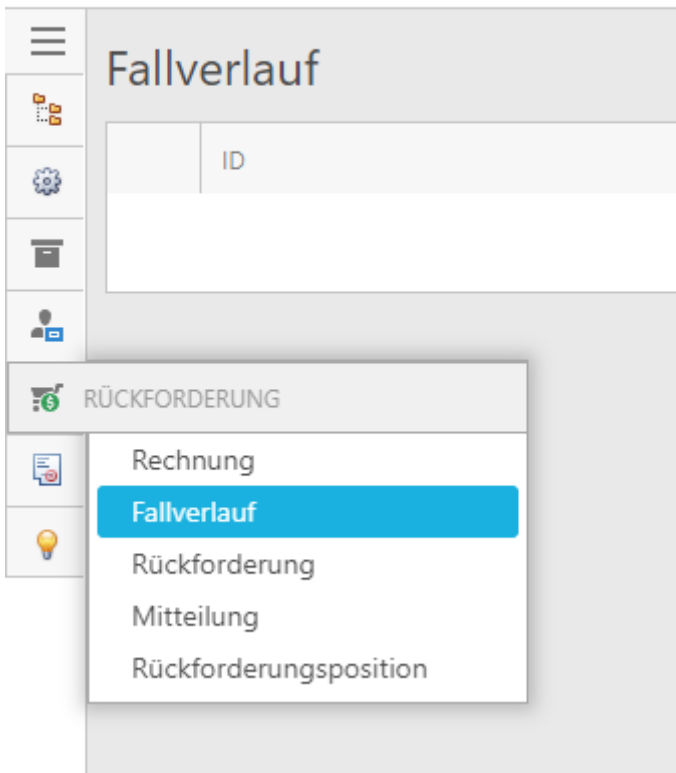 Fallverlauf
ID
RÜCKFORDERUNG
Rechnung
Fallverlauf
Rückforderung
Mitteilung
Rückforderungsposition